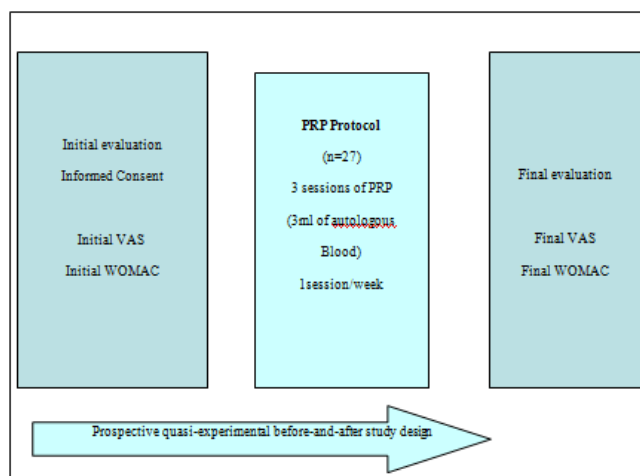 Initial evaluation
Informed Consent
Initial VAS
Initial WOMAC
PRP Protocol
(n=27)
3 sessions of PRP
(3ml of autologous
Blood)
1session/week
Final evaluation
Final VAS
Final WOMAC
Prospective quasi-experimental before-and-after study design